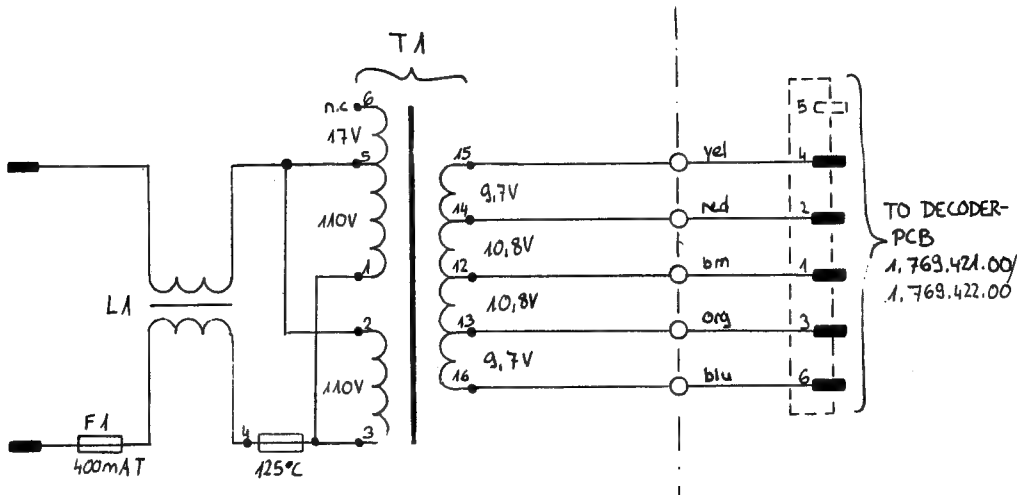 T1
n.c 6
17V
5
110V
1
2
110V
3
L1
F1
400mA T
4
125°C
15
9,7V
14
10,8V
12
10,8V
13
9,7V
16
yel
red
brn
org
blu
5
4
2
1
3
6
TO DECODER-
PCB
1.769.421.00/
1.769.422.00